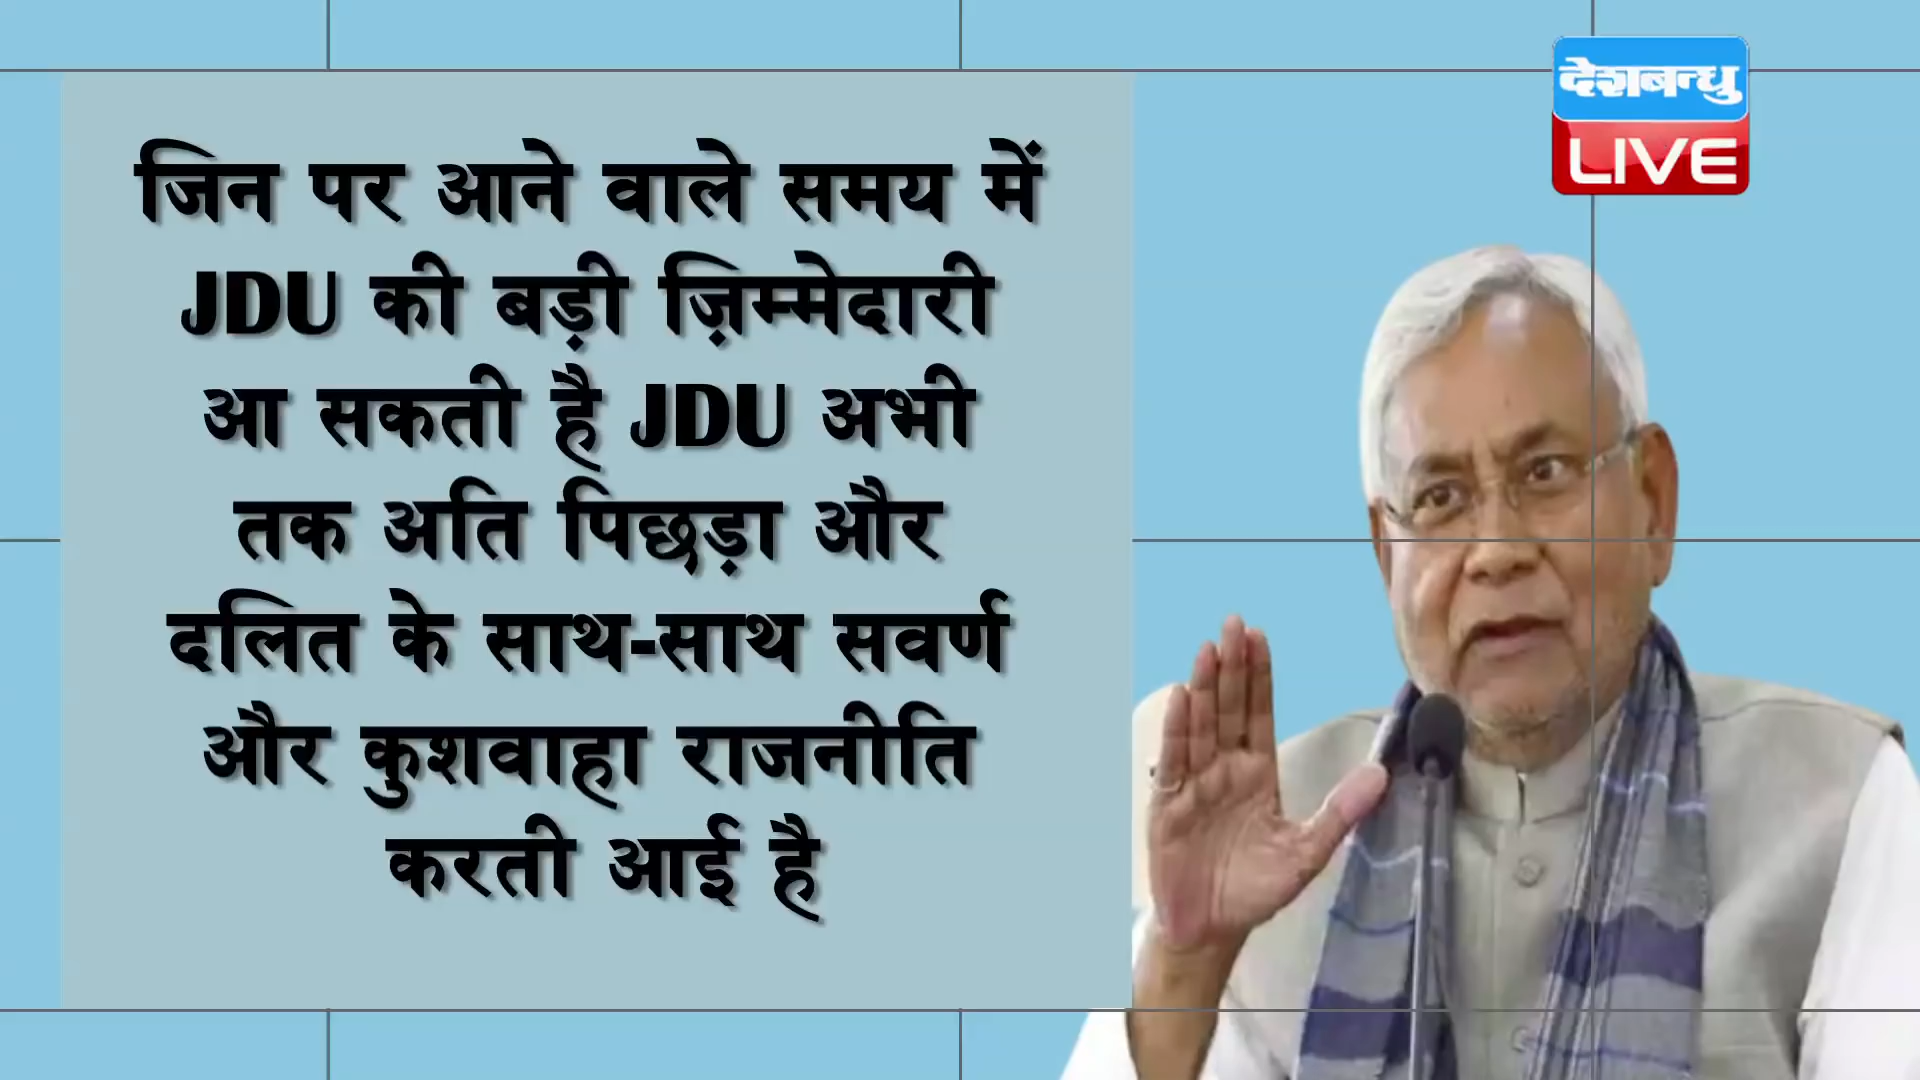 देशबन्धु
LIVE
जिन पर आने वाले समय में
JDU की बड़ी ज़िम्मेदारी
आ सकती है JDU अभी
तक अति पिछड़ा और
दलित के साथ-साथ सवर्ण
और कुशवाहा राजनीति
करती आई है